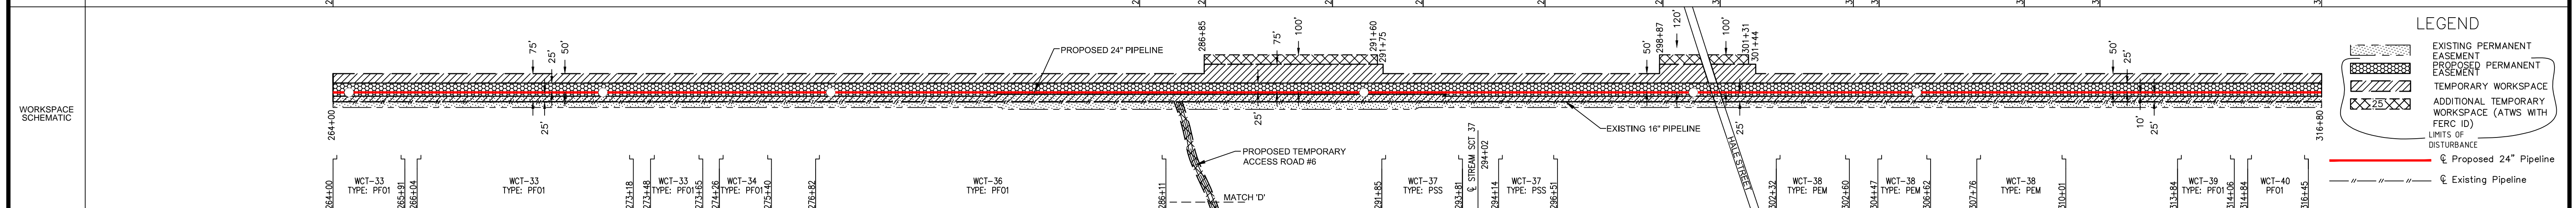 WORKSPACE
SCHEMATIC
264+00
75'
25'
50'
25'
PROPOSED 24" PIPELINE
286+85
75'
100'
291+60
291+75
25'
50'
298+87
120'
100'
301+31
301+44
25'
50'
25'
10'
25'
316+80
EXISTING 16" PIPELINE
PROPOSED TEMPORARY
ACCESS ROAD #6
MATCH 'D'
HALE STREET
℄ STREAM SCT 37
294+02
264+00
WCT-33
TYPE: PFO1
265+91
266+04
WCT-33
TYPE: PFO1
273+18
273+48
WCT-33
TYPE: PFO1
273+65
274+26
WCT-34
TYPE: PFO1
275+40
276+82
WCT-36
TYPE: PFO1
286+11
291+85
WCT-37
TYPE: PSS
293+81
294+14
WCT-37
TYPE: PSS
296+51
302+32
WCT-38
TYPE: PEM
302+60
304+47
WCT-38
TYPE: PEM
306+62
307+76
WCT-38
TYPE: PEM
310+01
313+84
WCT-39
TYPE: PFO1
314+06
314+84
WCT-40
PFO1
316+45
LEGEND
EXISTING PERMANENT
EASEMENT
PROPOSED PERMANENT
EASEMENT
TEMPORARY WORKSPACE
25'
ADDITIONAL TEMPORARY
WORKSPACE (ATWS WITH
FERC ID)
LIMITS OF
DISTURBANCE
℄ Proposed 24" Pipeline
℄ Existing Pipeline